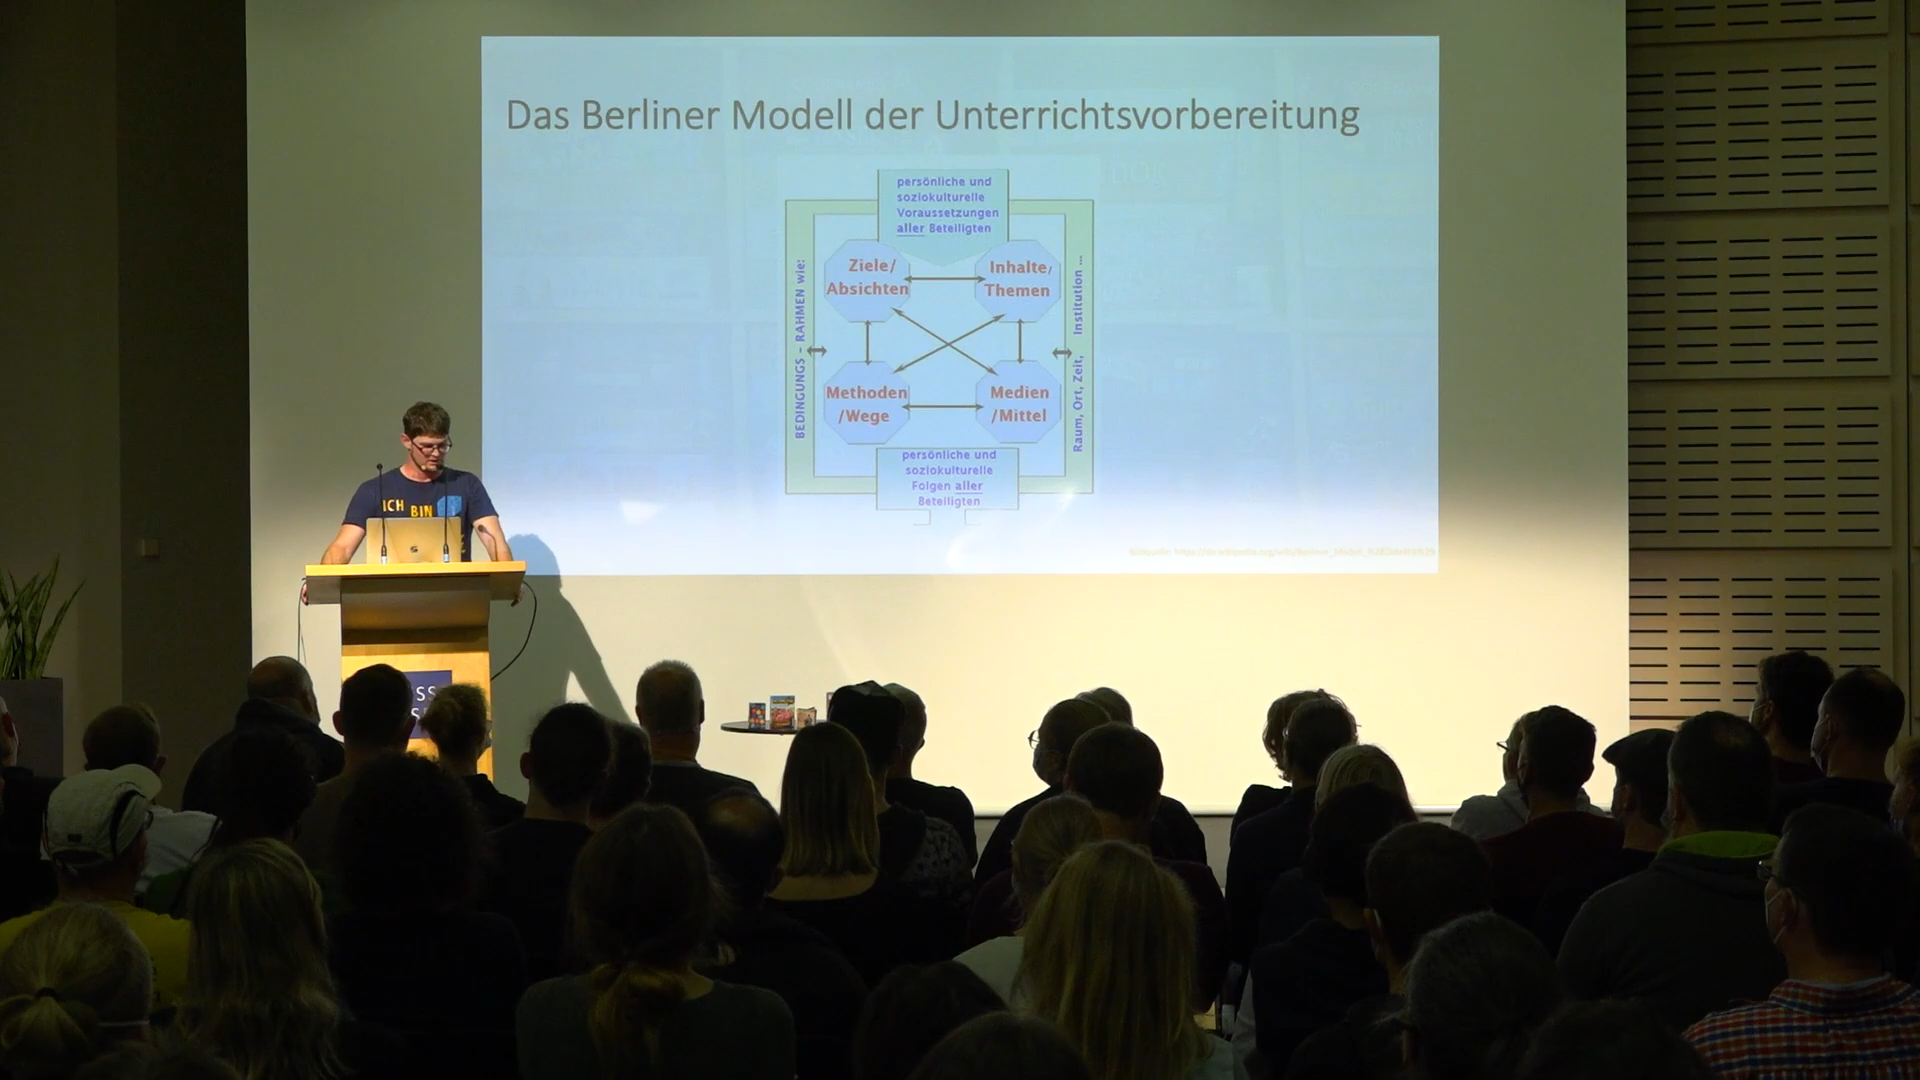 Das Berliner Modell der Unterrichtsvorbereitung
persönliche und
soziokulturelle
Voraussetzungen
aller Beteiligten
BEDINGUNGS - RAHMEN wie:
Ziele/
Absichten
Inhalte/
Themen
Raum, Ort, Zeit, Institution ...
Methoden
/Wege
Medien
/Mittel
persönliche und
soziokulturelle
Folgen aller
Beteiligten
ICH BIN
SS